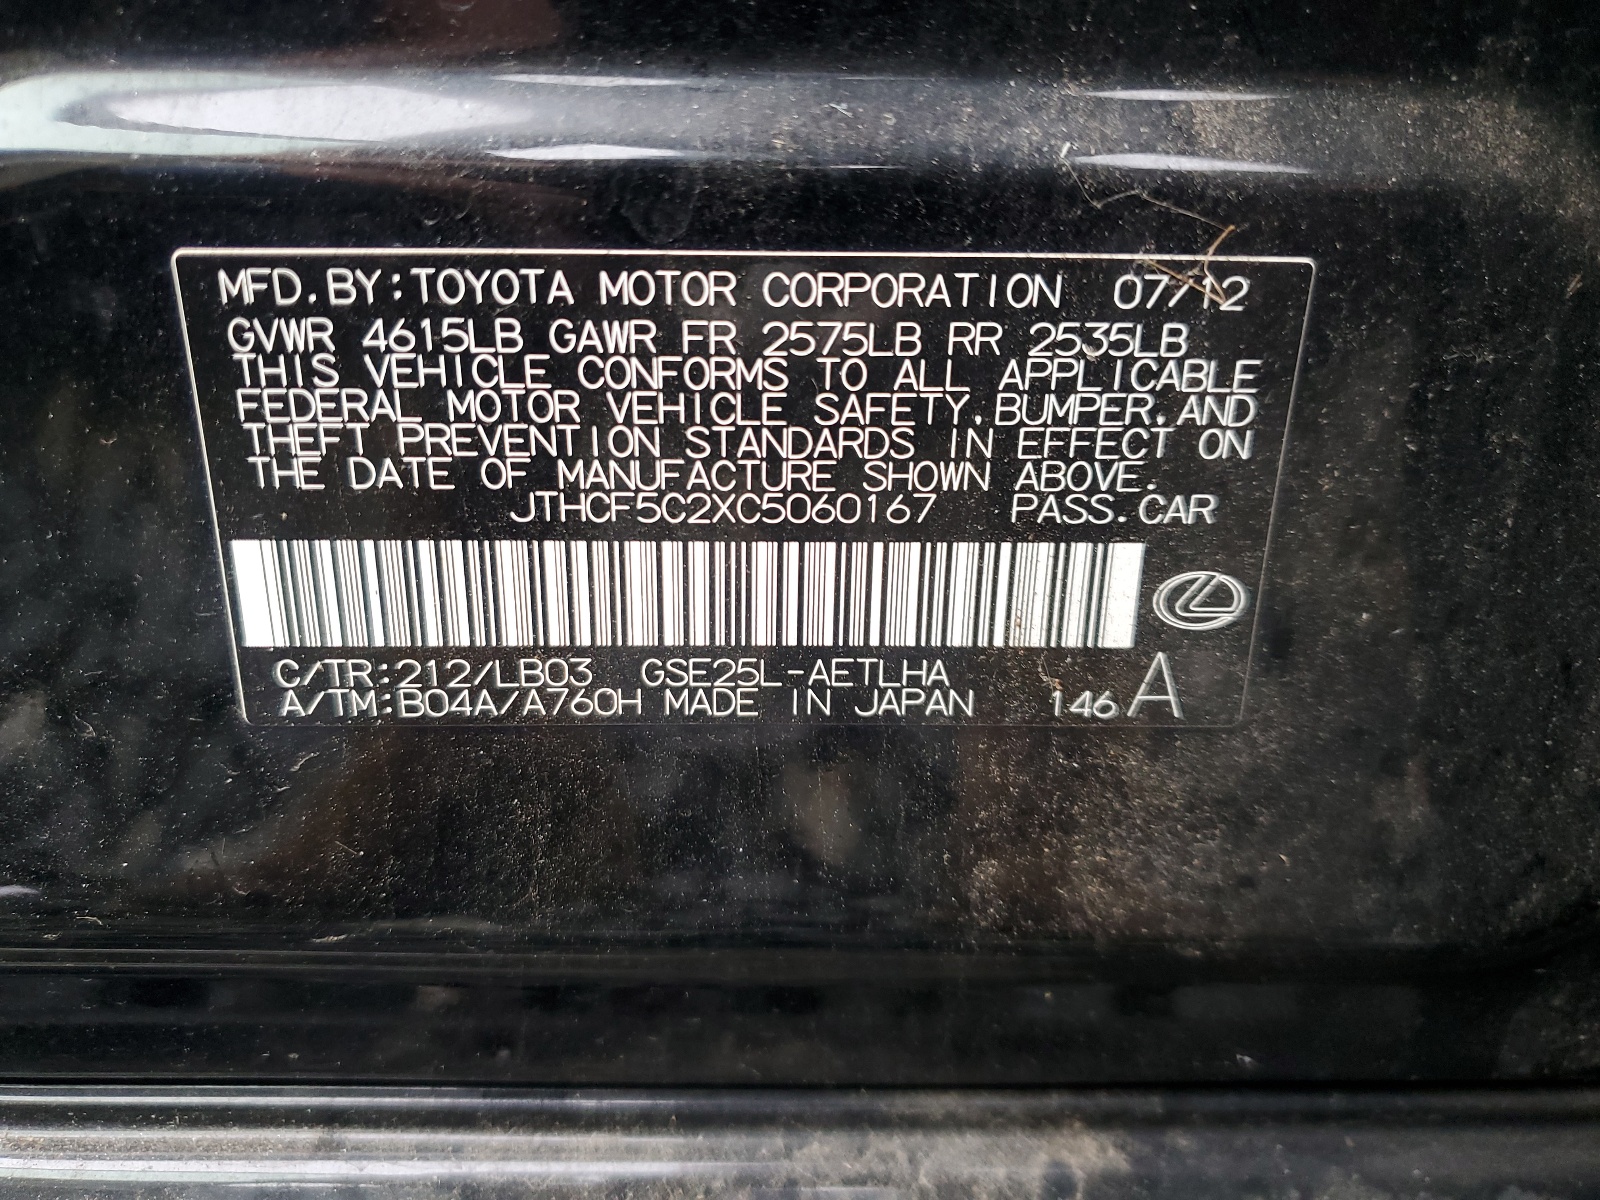 MFD.BY:TOYOTA MOTOR CORPORATION 07/12
GVWR 4615LB GAWR FR 2575LB RR 2535LB
THIS VEHICLE CONFORMS TO ALL APPLICABLE
FEDERAL MOTOR VEHICLE SAFETY,BUMPER,AND
THEFT PREVENTION STANDARDS IN EFFECT ON
THE DATE OF MANUFACTURE SHOWN ABOVE.
JTHCF5C2XC5060167 PASS.CAR
C/TR:212/LB03 GSE25L-AETLHA
A/TM:B04A/A760H MADE IN JAPAN 146 A